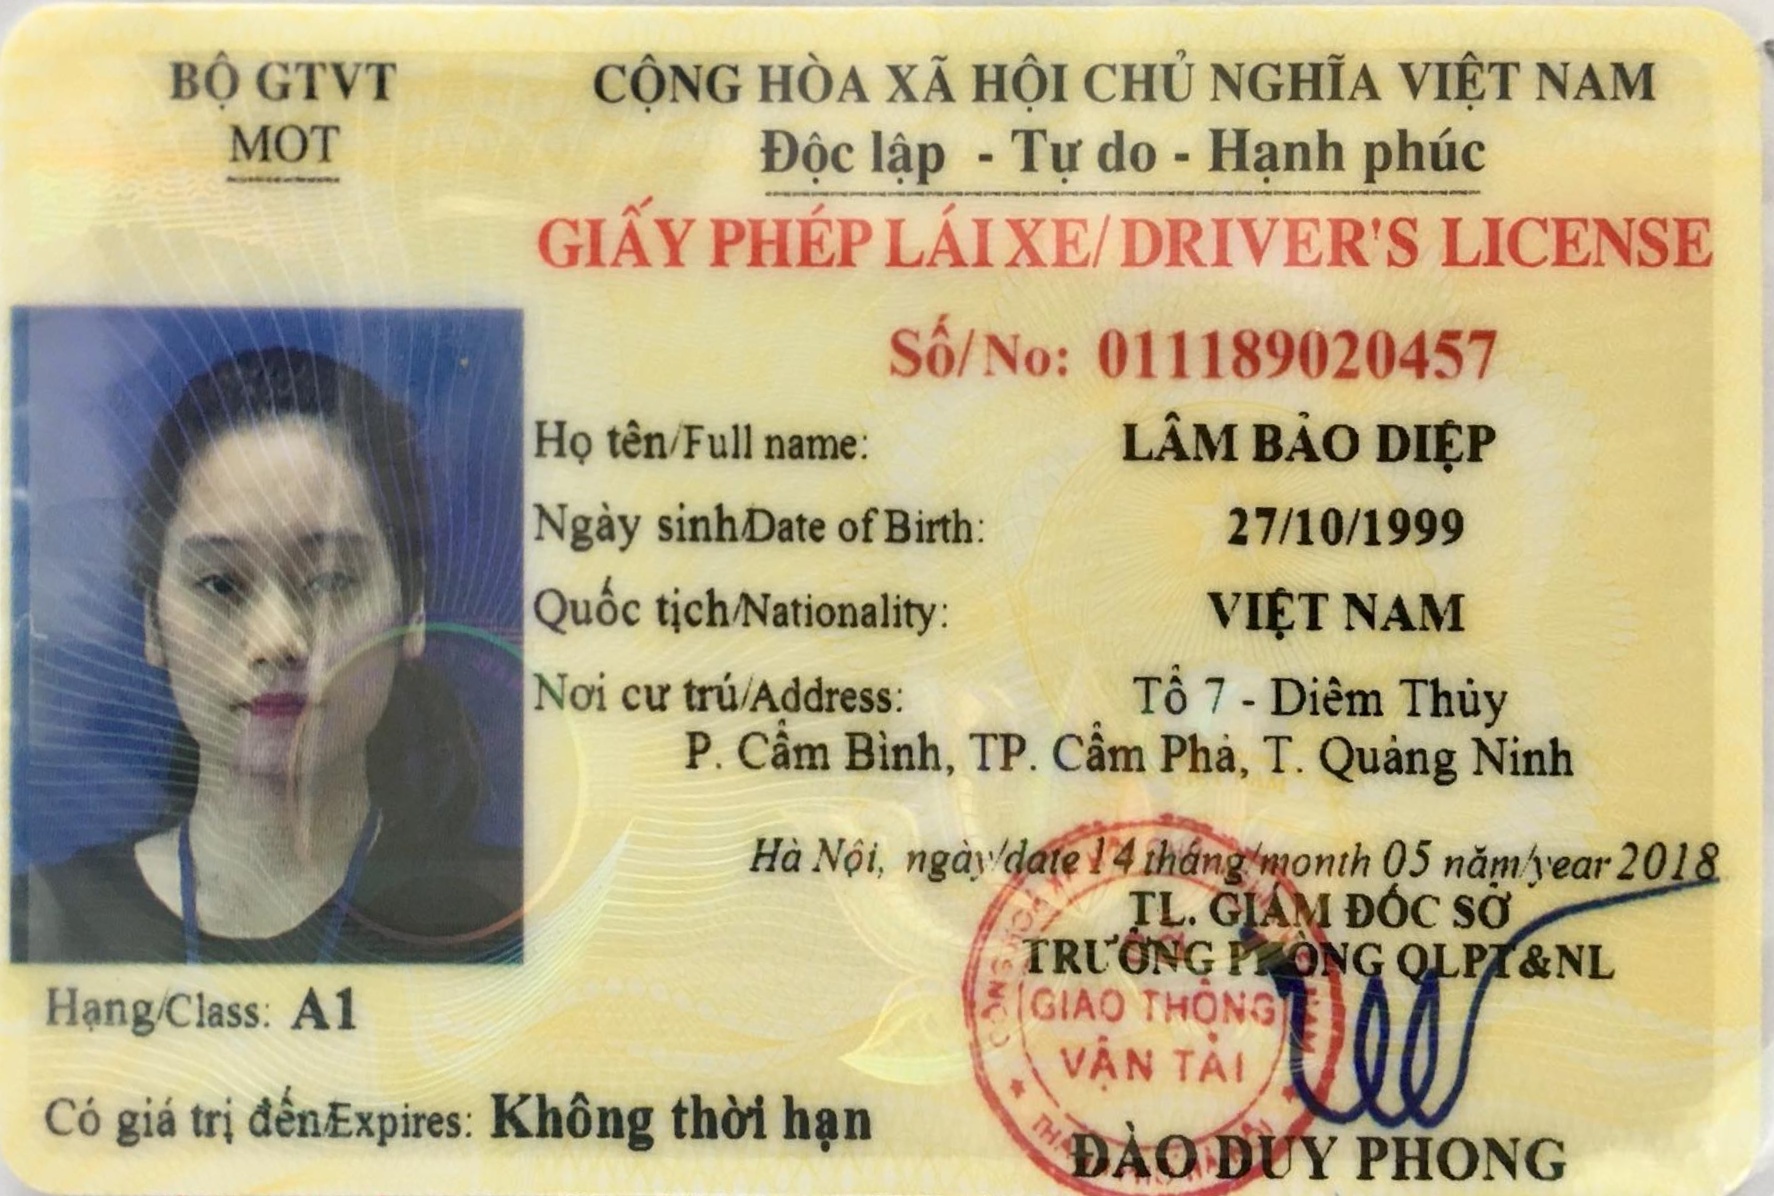 BỘ GTVT
MOT
CỘNG HÒA XÃ HỘI CHỦ NGHĨA VIỆT NAM
Độc lập - Tự do - Hạnh phúc
GIẤY PHÉP LÁI XE/ DRIVER'S LICENSE
Số/No: 011189020457
Họ tên/Full name: LÂM BẢO DIỆP
Ngày sinh/Date of Birth: 27/10/1999
Quốc tịch/Nationality: VIỆT NAM
Nơi cư trú/Address: Tổ 7 - Diêm Thủy
P. Cẩm Bình, TP. Cẩm Phả, T. Quảng Ninh
Hà Nội, ngày/date 14 tháng/month 05 năm/year 2018
TL. GIÁM ĐỐC SỞ
TRƯỞNG PHÒNG QLPT&NL
GIAO THÔNG
VẬN TẢI
ĐÀO DUY PHONG
Hạng/Class: A1
Có giá trị đến/Expires: Không thời hạn